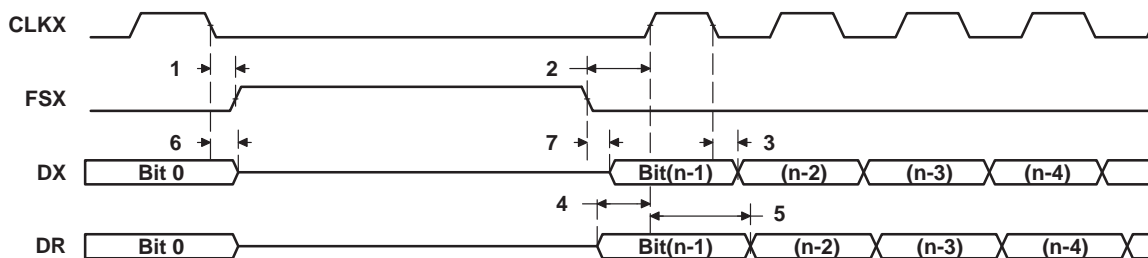 CLKX
1 2
FSX
6 7 3
DX Bit 0 Bit(n-1) (n-2) (n-3) (n-4)
4 5
DR Bit 0 Bit(n-1) (n-2) (n-3) (n-4)